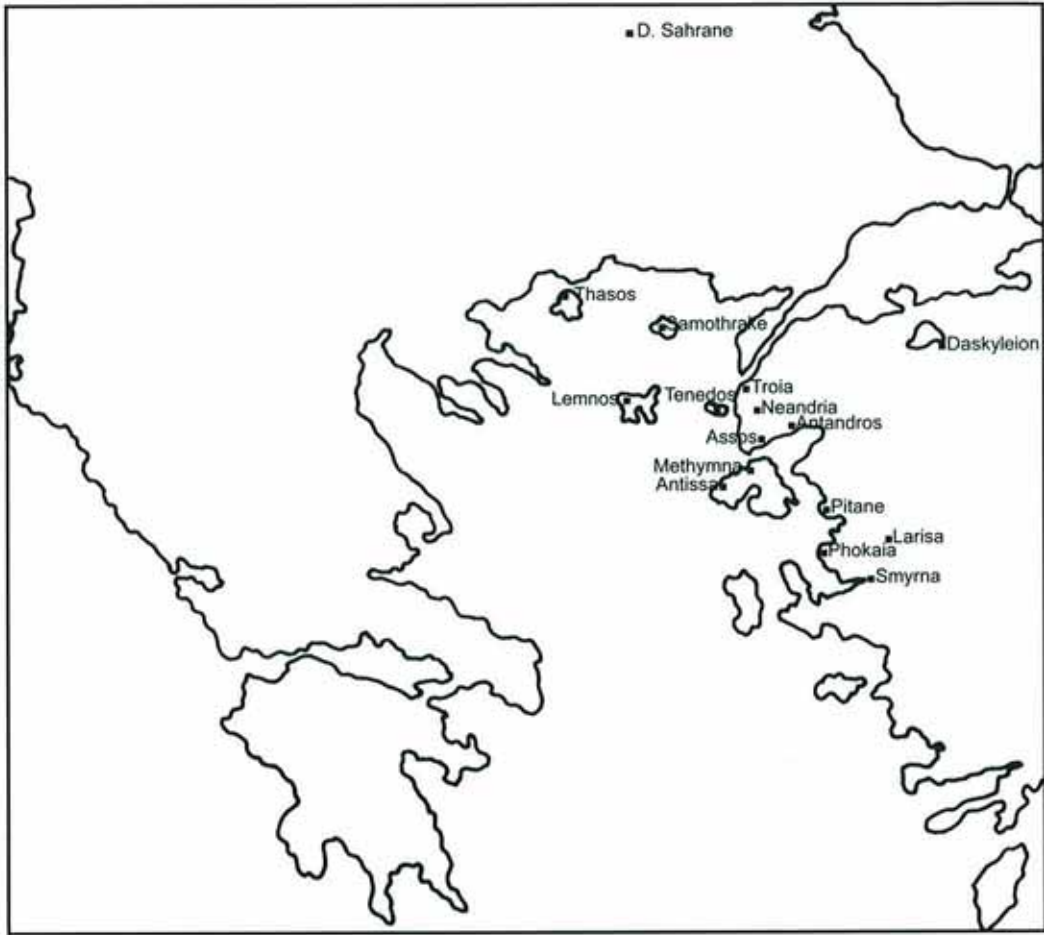 D. Sahrane
Thasos
Samothrake
Daskyleion
Troia
Lemnos
Tenedos
Neandria
Antandros
Assos
Methymna
Antissa
Pitane
Larisa
Phokaia
Smyrna